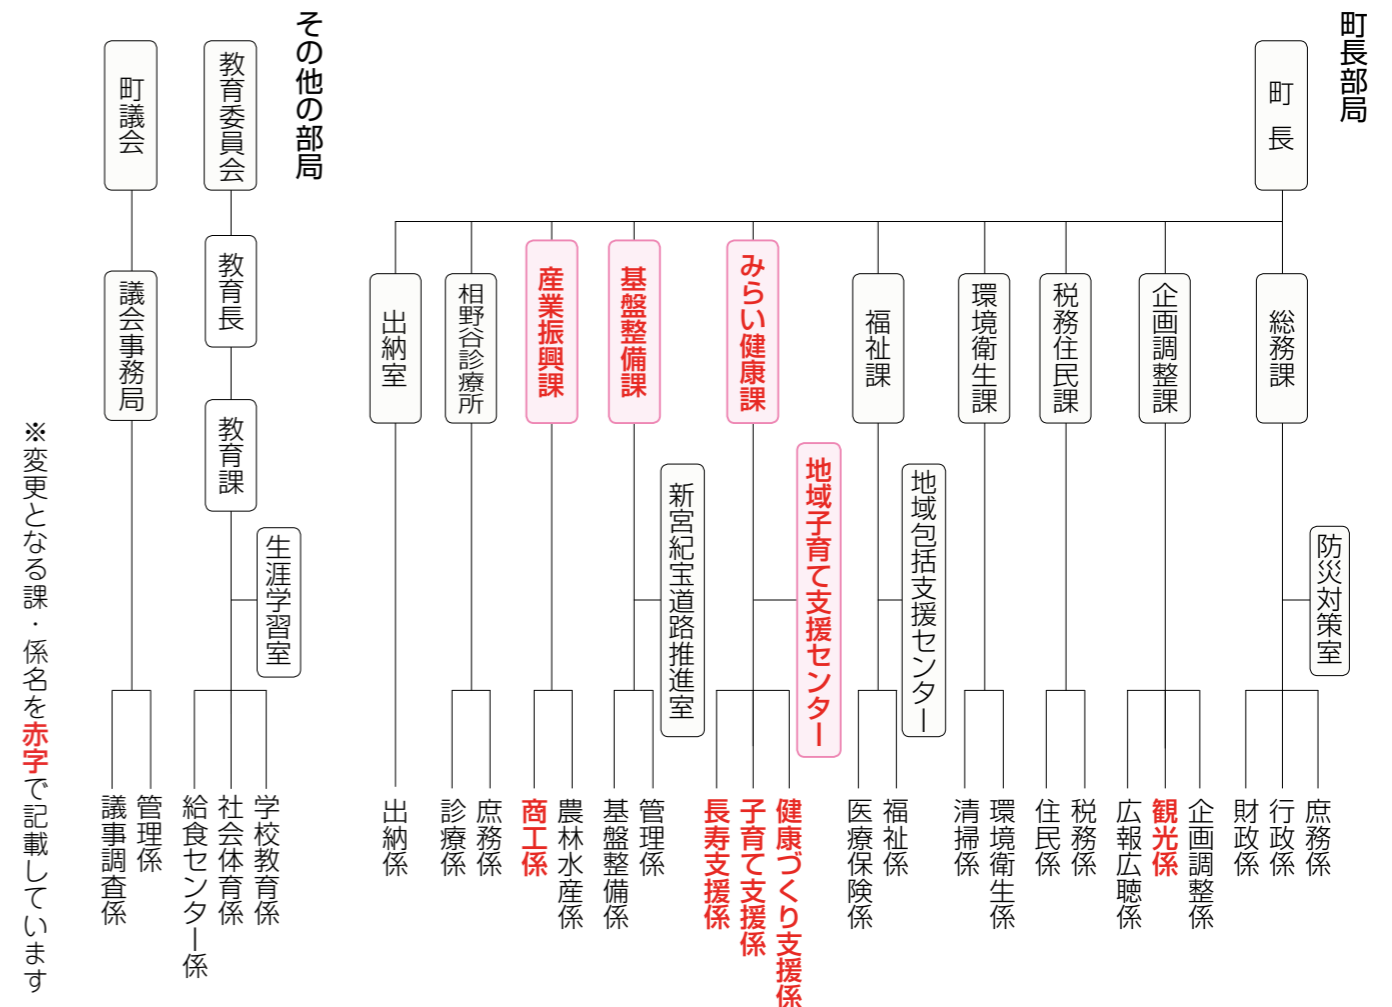 町長部局
町長
総務課
防災対策室
庶務係
行政係
財政係
企画調整課
企画調整係
観光係
広報広聴係
税務住民課
税務係
住民係
環境衛生課
環境衛生係
清掃係
福祉課
地域包括支援センター
福祉係
医療保険係
みらい健康課
地域子育て支援センター
健康づくり支援係
子育て支援係
長寿支援係
基盤整備課
新宮紀宝道路推進室
管理係
基盤整備係
産業振興課
農林水産係
商工係
相野谷診療所
庶務係
診療係
出納室
出納係
その他の部局
教育委員会
教育長
教育課
生涯学習室
学校教育係
社会体育係
給食センター係
町議会
議会事務局
管理係
議事調査係
※変更となる課・係名を赤字で記載しています